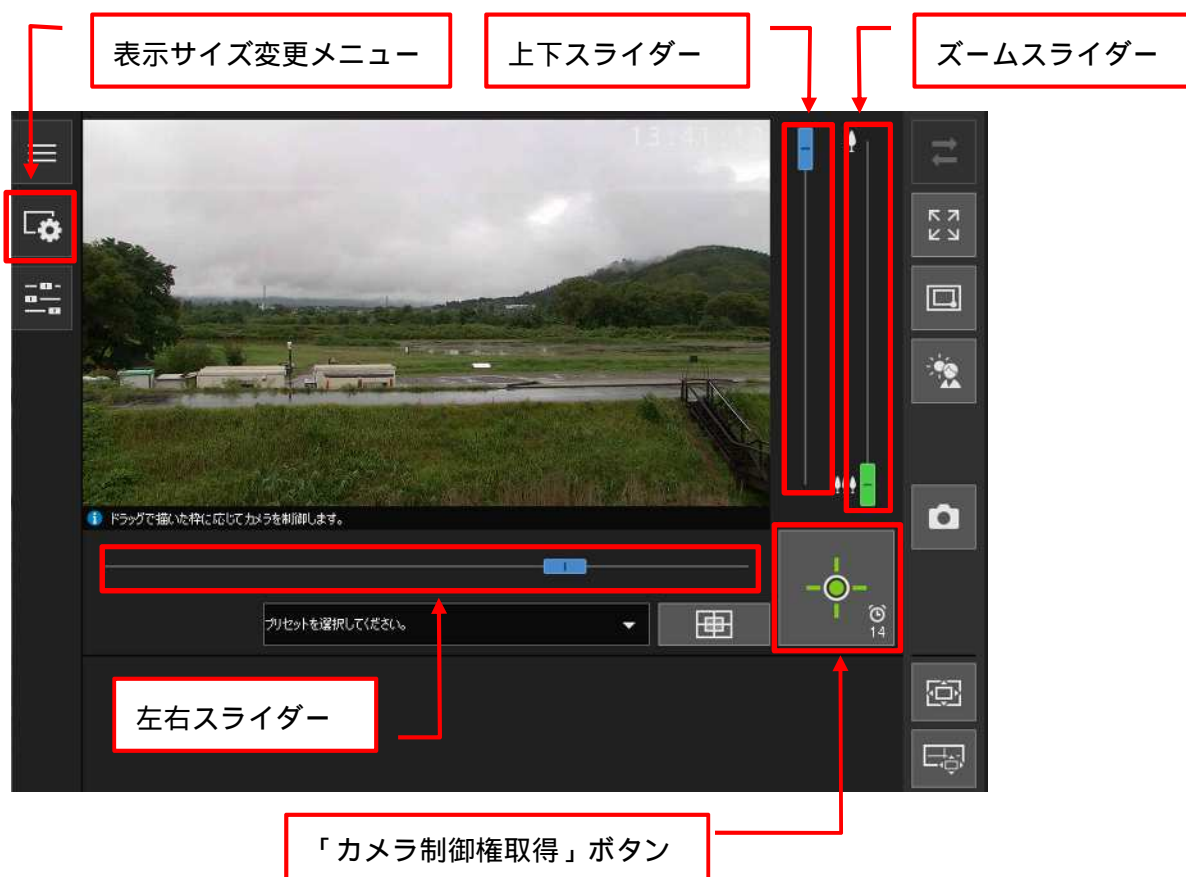 表示サイズ変更メニュー
上下スライダー
ズームスライダー
ドラッグで描いた枠に応じてカメラを制御します。
プリセットを選択してください。
14
左右スライダー
「カメラ制御権取得」ボタン